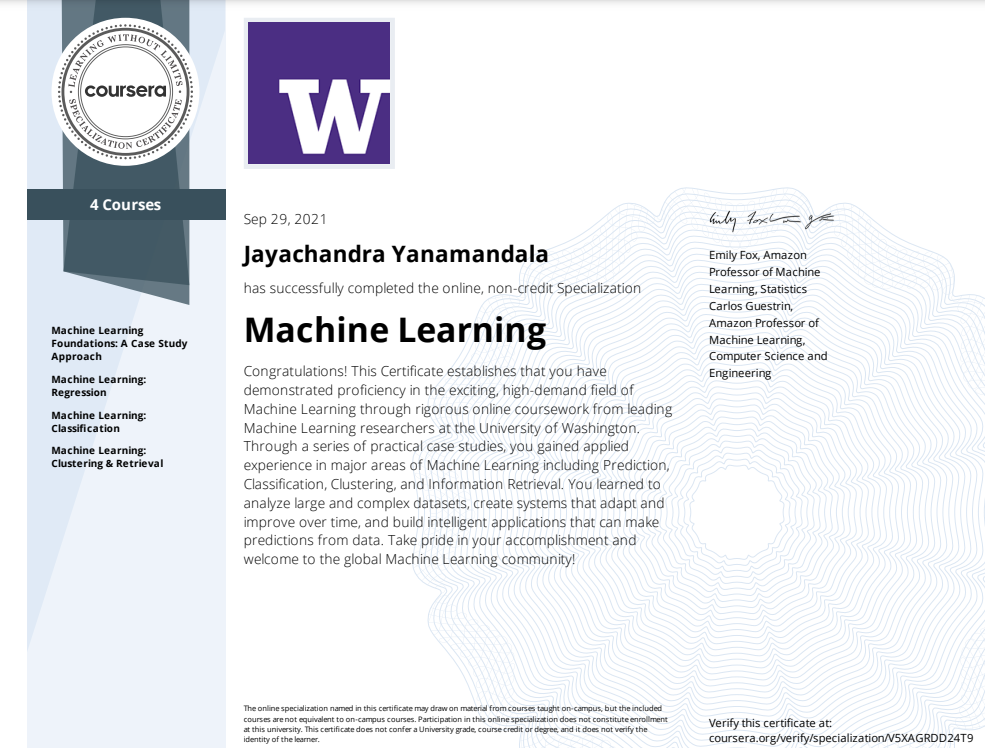 LEARNING WITHOUT LIMITS
coursera
SPECIALIZATION CERTIFICATE
4 Courses
Machine Learning
Foundations: A Case Study
Approach
Machine Learning:
Regression
Machine Learning:
Classification
Machine Learning:
Clustering & Retrieval
W
Sep 29, 2021
Jayachandra Yanamandala
has successfully completed the online, non-credit Specialization
Machine Learning
Congratulations! This Certificate establishes that you have
demonstrated proficiency in the exciting, high-demand field of
Machine Learning through rigorous online coursework from leading
Machine Learning researchers at the University of Washington.
Through a series of practical case studies, you gained applied
experience in major areas of Machine Learning including Prediction,
Classification, Clustering, and Information Retrieval. You learned to
analyze large and complex datasets, create systems that adapt and
improve over time, and build intelligent applications that can make
predictions from data. Take pride in your accomplishment and
welcome to the global Machine Learning community!
The online specialization named in this certificate may draw on material from courses taught on-campus, but the included
courses are not equivalent to on-campus courses. Participation in this online specialization does not constitute enrollment
at this university. This certificate does not confer a University grade, course credit or degree, and it does not verify the
identity of the learner.
Emily Fox
Emily Fox, Amazon
Professor of Machine
Learning, Statistics
Carlos Guestrin,
Amazon Professor of
Machine Learning,
Computer Science and
Engineering
Verify this certificate at:
coursera.org/verify/specialization/V5XAGRDD24T9